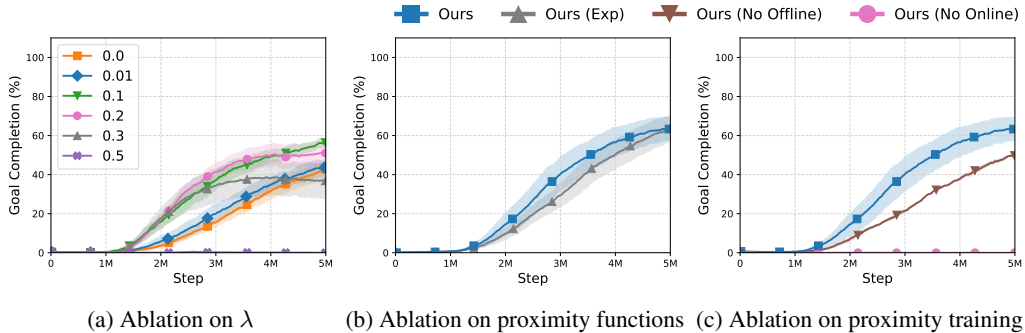 Ours Ours (Exp) Ours (No Offline) Ours (No Online)
Goal Completion (%)
100
80
60
40
20
0
0.0
0.01
0.1
0.2
0.3
0.5
0 1M 2M 3M 4M 5M
Step
Goal Completion (%)
100
80
60
40
20
0
0 1M 2M 3M 4M 5M
Step
Goal Completion (%)
100
80
60
40
20
0
0 1M 2M 3M 4M 5M
Step
(a) Ablation on λ (b) Ablation on proximity functions (c) Ablation on proximity training